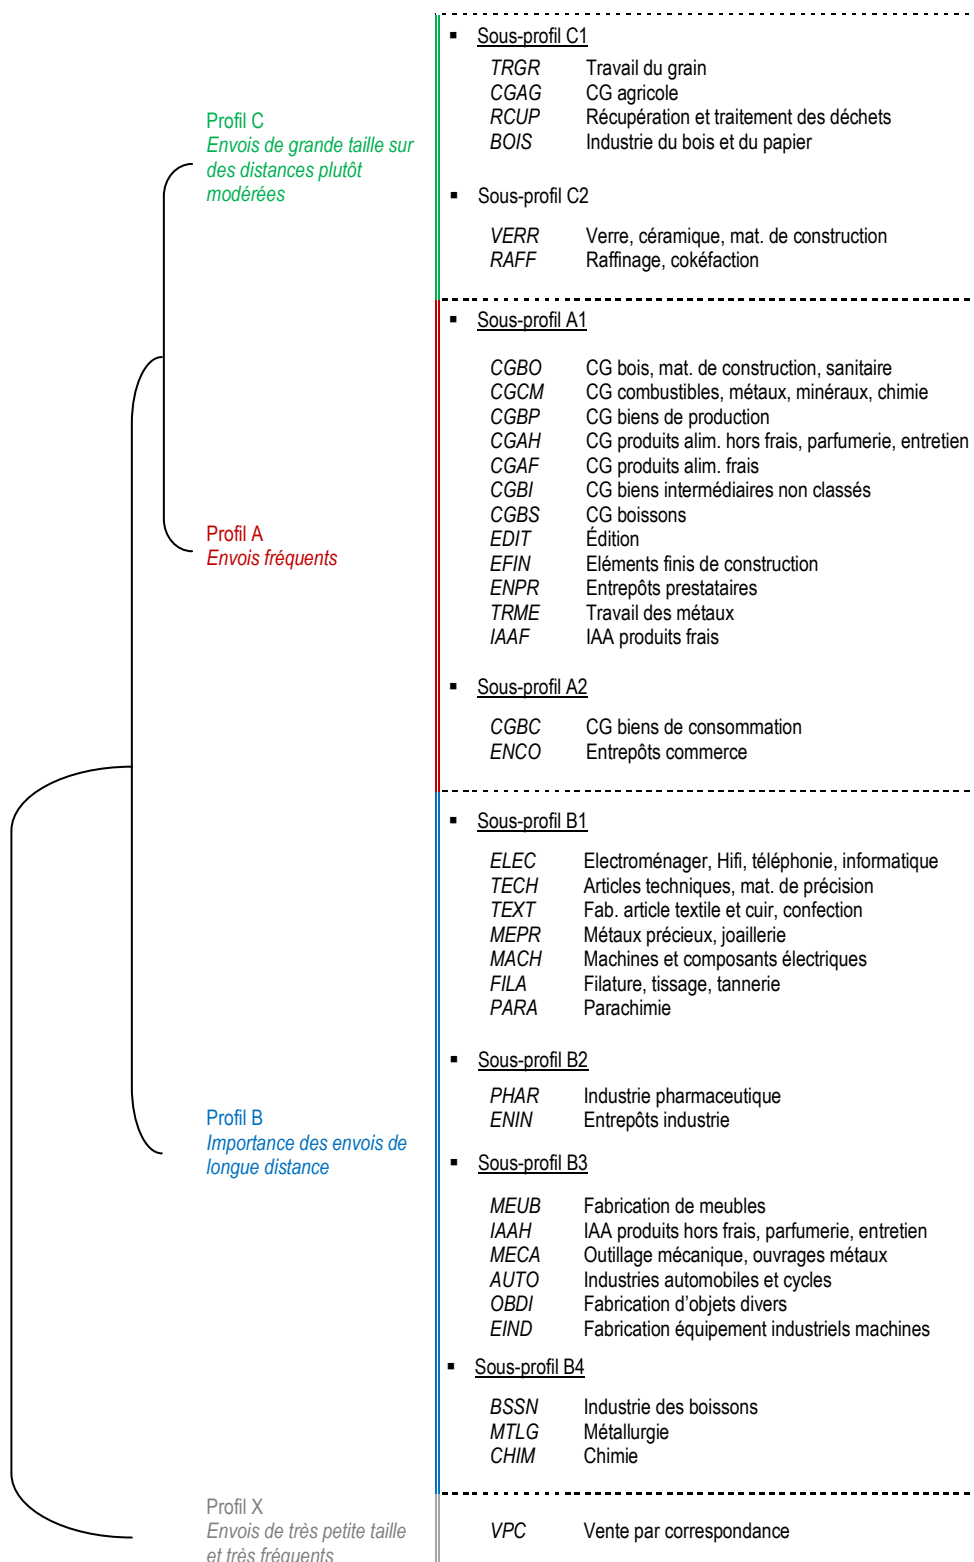 ▪ Sous-profil C1
TRGR Travail du grain
CGAG CG agricole
RCUP Récupération et traitement des déchets
BOIS Industrie du bois et du papier
Profil C
Envois de grande taille sur
des distances plutôt
modérées
▪ Sous-profil C2
VERR Verre, céramique, mat. de construction
RAFF Raffinage, cokéfaction
▪ Sous-profil A1
CGBO CG bois, mat. de construction, sanitaire
CGCM CG combustibles, métaux, minéraux, chimie
CGBP CG biens de production
CGAH CG produits alim. hors frais, parfumerie, entretien
CGAF CG produits alim. frais
CGBI CG biens intermédiaires non classés
CGBS CG boissons
EDIT Édition
EFIN Eléments finis de construction
ENPR Entrepôts prestataires
TRME Travail des métaux
IAAF IAA produits frais
Profil A
Envois fréquents
▪ Sous-profil A2
CGBC CG biens de consommation
ENCO Entrepôts commerce
▪ Sous-profil B1
ELEC Electroménager, Hifi, téléphonie, informatique
TECH Articles techniques, mat. de précision
TEXT Fab. article textile et cuir, confection
MEPR Métaux précieux, joaillerie
MACH Machines et composants électriques
FILA Filature, tissage, tannerie
PARA Parachimie
▪ Sous-profil B2
PHAR Industrie pharmaceutique
ENIN Entrepôts industrie
Profil B
Importance des envois de
longue distance
▪ Sous-profil B3
MEUB Fabrication de meubles
IAAH IAA produits hors frais, parfumerie, entretien
MECA Outillage mécanique, ouvrages métaux
AUTO Industries automobiles et cycles
OBDI Fabrication d’objets divers
EIND Fabrication équipement industriels machines
▪ Sous-profil B4
BSSN Industrie des boissons
MTLG Métallurgie
CHIM Chimie
Profil X
Envois de très petite taille
et très fréquents
VPC Vente par correspondance